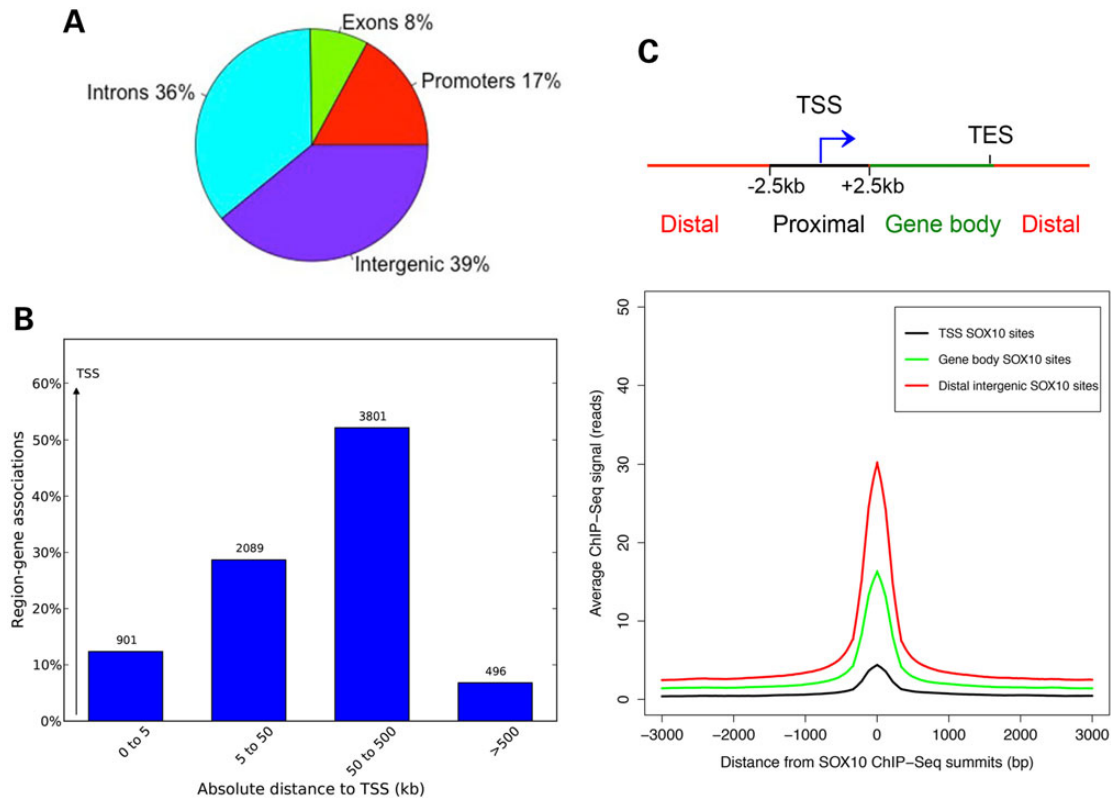 A
Exons 8%
Promoters 17%
Introns 36%
Intergenic 39%
B
TSS
60%
50%
40%
30%
20%
10%
0%
Region-gene associations
901
2089
3801
496
0 to 5
5 to 50
50 to 500
>500
Absolute distance to TSS (kb)
C
TSS
TES
-2.5kb
+2.5kb
Distal
Proximal
Gene body
Distal
50
40
30
20
10
0
Average ChIP−Seq signal (reads)
TSS SOX10 sites
Gene body SOX10 sites
Distal intergenic SOX10 sites
−3000
−2000
−1000
0
1000
2000
3000
Distance from SOX10 ChIP−Seq summits (bp)